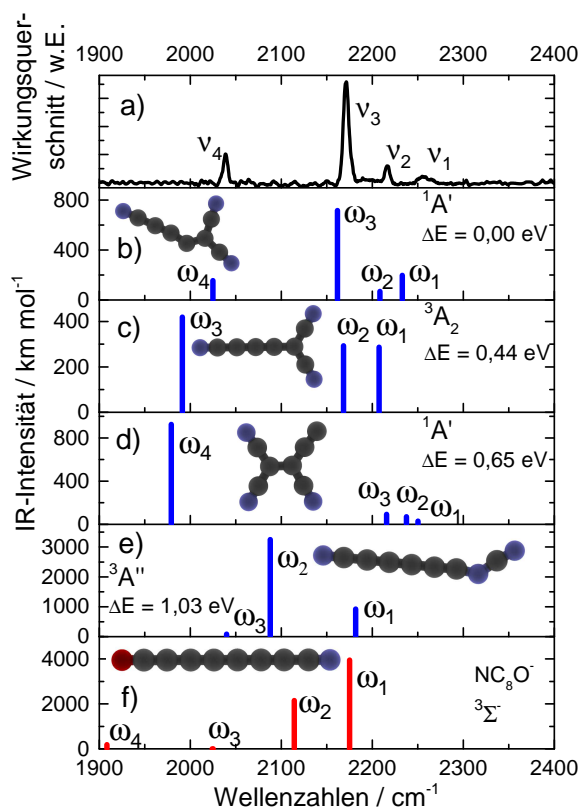 1900 2000 2100 2200 2300 2400
Wirkungsquer-
schnitt / w.E.
a)
ν4
ν3
ν2
ν1
IR-Intensität / km mol⁻¹
800
400
0
b)
ω4
ω3
ω2
ω1
¹A'
ΔE = 0,00 eV
400
200
0
c)
ω3
ω2
ω1
³A₂
ΔE = 0,44 eV
800
400
0
d)
ω4
ω3
ω2
ω1
¹A'
ΔE = 0,65 eV
3000
2000
1000
0
e)
³A''
ΔE = 1,03 eV
ω3
ω2
ω1
4000
2000
0
f)
ω4
ω3
ω2
ω1
NC₈O⁻
³Σ⁻
1900 2000 2100 2200 2300 2400
Wellenzahlen / cm⁻¹